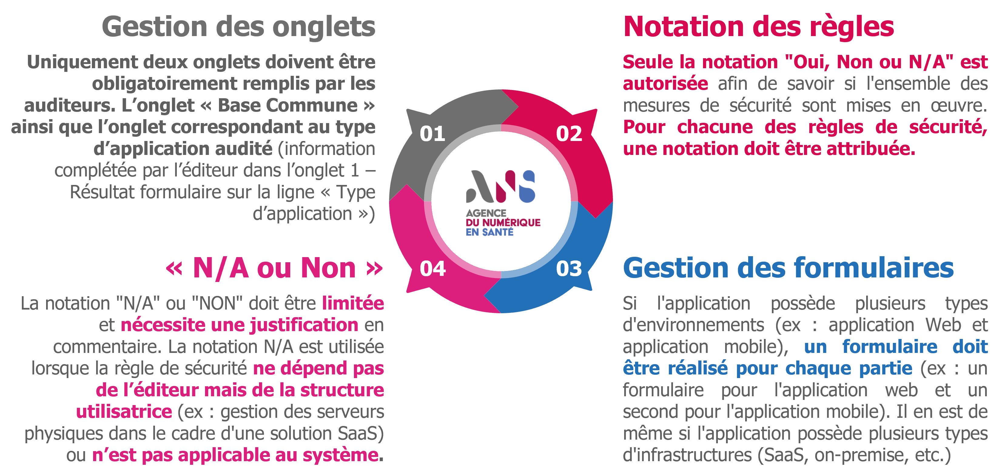 Gestion des onglets
Uniquement deux onglets doivent être
obligatoirement remplis par les
auditeurs. L’onglet « Base Commune »
ainsi que l’onglet correspondant au type
d’application audité (information
complétée par l’éditeur dans l’onglet 1 –
Résultat formulaire sur la ligne « Type
d’application »)
Notation des règles
Seule la notation "Oui, Non ou N/A" est
autorisée afin de savoir si l'ensemble des
mesures de sécurité sont mises en œuvre.
Pour chacune des règles de sécurité,
une notation doit être attribuée.
01
02
ANS
AGENCE
DU NUMÉRIQUE
EN SANTÉ
04
03
« N/A ou Non »
La notation "N/A" ou "NON" doit être limitée
et nécessite une justification en
commentaire. La notation N/A est utilisée
lorsque la règle de sécurité ne dépend pas
de l’éditeur mais de la structure
utilisatrice (ex : gestion des serveurs
physiques dans le cadre d'une solution SaaS)
ou n’est pas applicable au système.
Gestion des formulaires
Si l'application possède plusieurs types
d'environnements (ex : application Web et
application mobile), un formulaire doit
être réalisé pour chaque partie (ex : un
formulaire pour l'application web et un
second pour l'application mobile). Il en est de
même si l'application possède plusieurs types
d'infrastructures (SaaS, on-premise, etc.)